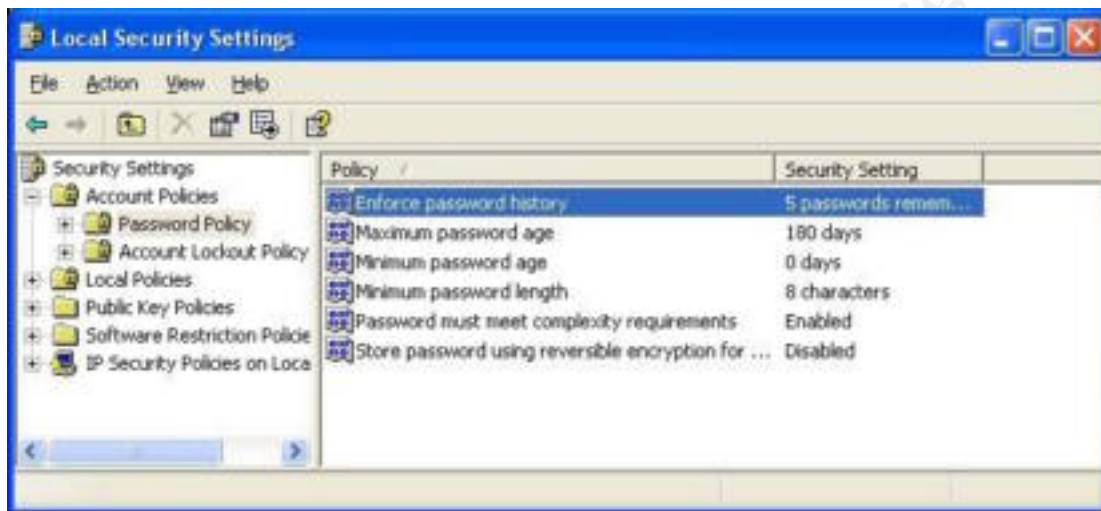 Local Security Settings
File Action View Help
Security Settings
Account Policies
Password Policy
Account Lockout Policy
Local Policies
Public Key Policies
Software Restriction Policie
IP Security Policies on Loca
Policy Security Setting
Enforce password history 5 passwords remem...
Maximum password age 180 days
Minimum password age 0 days
Minimum password length 8 characters
Password must meet complexity requirements Enabled
Store password using reversible encryption for ... Disabled